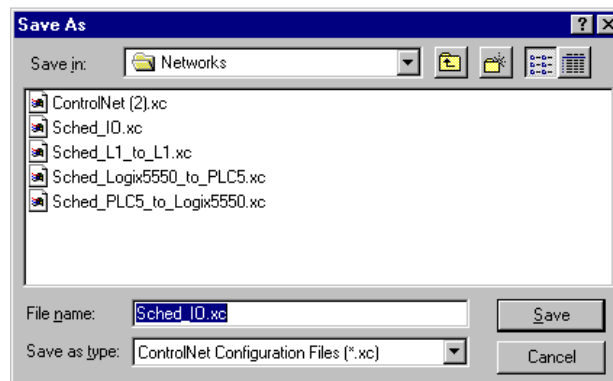 Save As
Save in: Networks
ControlNet (2).xc
Sched_IO.xc
Sched_L1_to_L1.xc
Sched_Logix5550_to_PLC5.xc
Sched_PLC5_to_Logix5550.xc
File name: Sched_IO.xc Save
Save as type: ControlNet Configuration Files (*.xc) Cancel